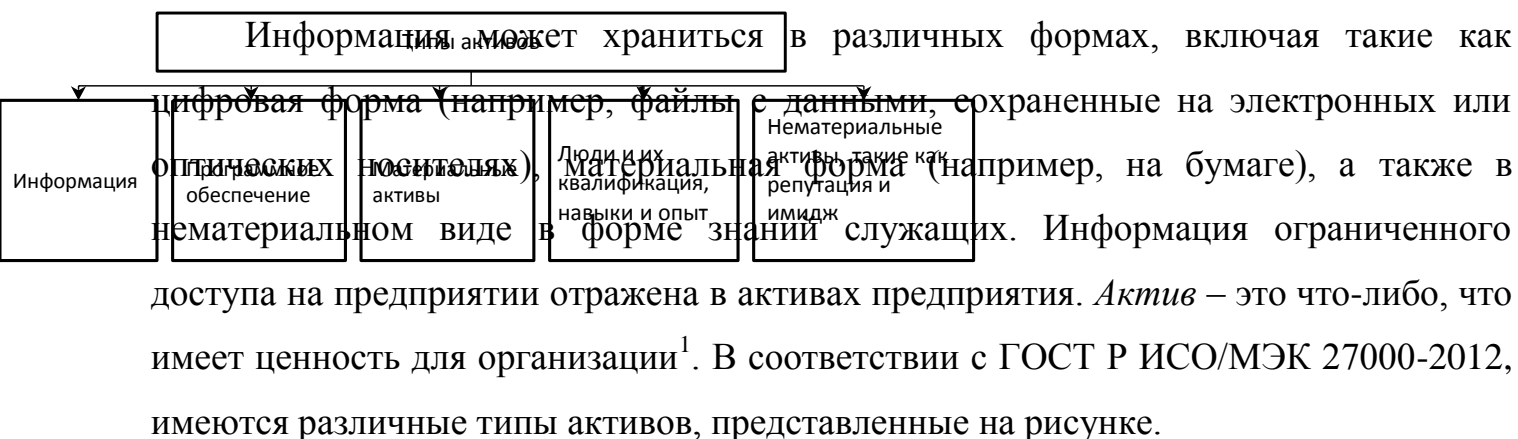 Информация может храниться в различных формах, включая такие как
цифровая форма (например, файлы с данными, сохраненные на электронных или
оптических носителях), материальная форма (например, на бумаге), а также в
нематериальном виде в форме знаний служащих. Информация ограниченного
доступа на предприятии отражена в активах предприятия. Актив – это что-либо, что
имеет ценность для организации1. В соответствии с ГОСТ Р ИСО/МЭК 27000-2012,
имеются различные типы активов, представленные на рисунке.
Типы активов
Информация
Программное
обеспечение
Материальные
активы
Люди и их
квалификация,
навыки и опыт
Нематериальные
активы, такие как
репутация и
имидж